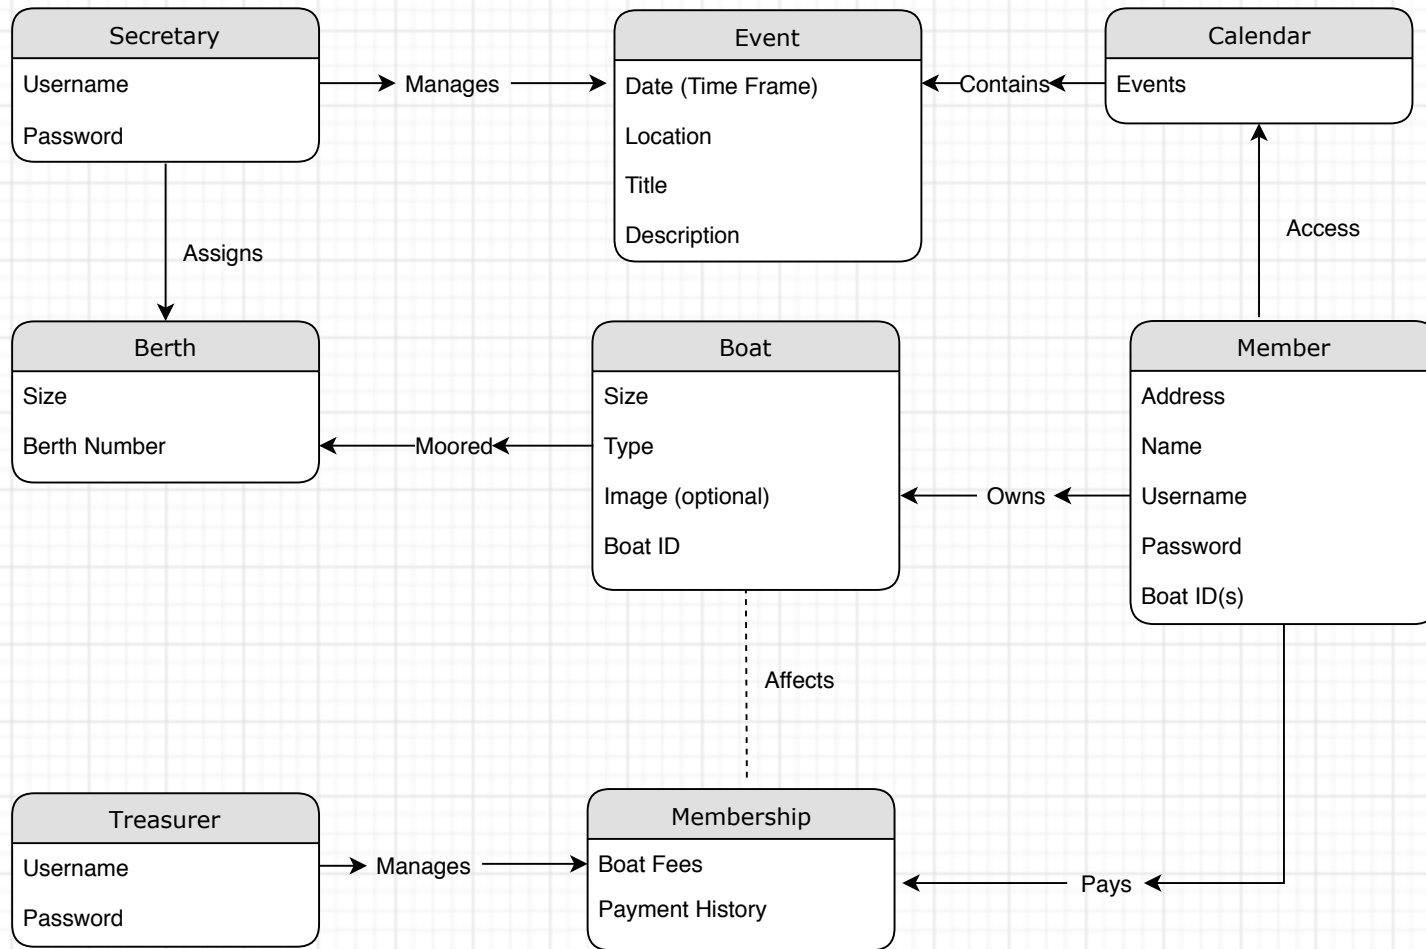 Secretary
Username
Password
Manages
Event
Date (Time Frame)
Location
Title
Description
Contains
Calendar
Events
Assigns
Access
Berth
Size
Berth Number
Moored
Boat
Size
Type
Image (optional)
Boat ID
Owns
Member
Address
Name
Username
Password
Boat ID(s)
Affects
Treasurer
Username
Password
Manages
Membership
Boat Fees
Payment History
Pays